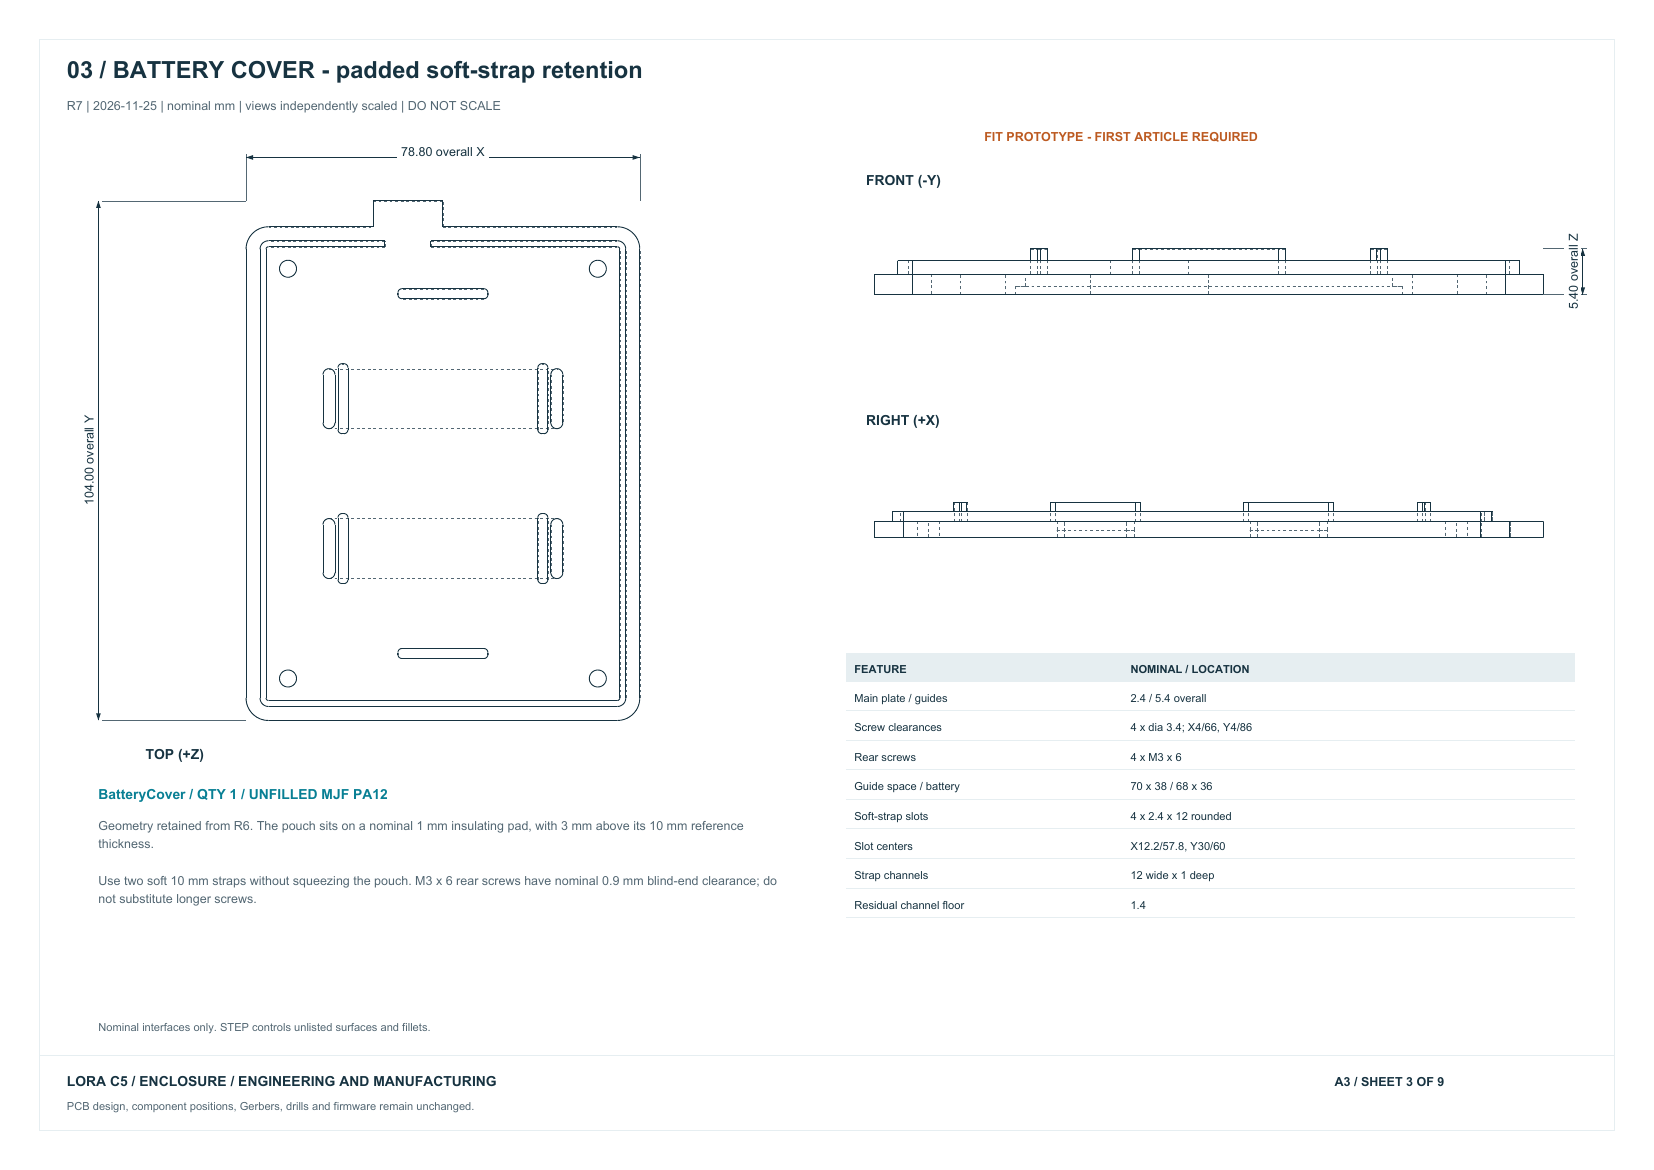 03 / BATTERY COVER - padded soft-strap retention
R7 | 2026-11-25 | nominal mm | views independently scaled | DO NOT SCALE
FIT PROTOTYPE - FIRST ARTICLE REQUIRED
78.80 overall X
104.00 overall Y
TOP (+Z)
FRONT (-Y)
5.40 overall Z
RIGHT (+X)
BatteryCover / QTY 1 / UNFILLED MJF PA12
Geometry retained from R6. The pouch sits on a nominal 1 mm insulating pad, with 3 mm above its 10 mm reference
thickness.
Use two soft 10 mm straps without squeezing the pouch. M3 x 6 rear screws have nominal 0.9 mm blind-end clearance; do
not substitute longer screws.
FEATURE NOMINAL / LOCATION
Main plate / guides 2.4 / 5.4 overall
Screw clearances 4 x dia 3.4; X4/66, Y4/86
Rear screws 4 x M3 x 6
Guide space / battery 70 x 38 / 68 x 36
Soft-strap slots 4 x 2.4 x 12 rounded
Slot centers X12.2/57.8, Y30/60
Strap channels 12 wide x 1 deep
Residual channel floor 1.4
Nominal interfaces only. STEP controls unlisted surfaces and fillets.
LORA C5 / ENCLOSURE / ENGINEERING AND MANUFACTURING
A3 / SHEET 3 OF 9
PCB design, component positions, Gerbers, drills and firmware remain unchanged.